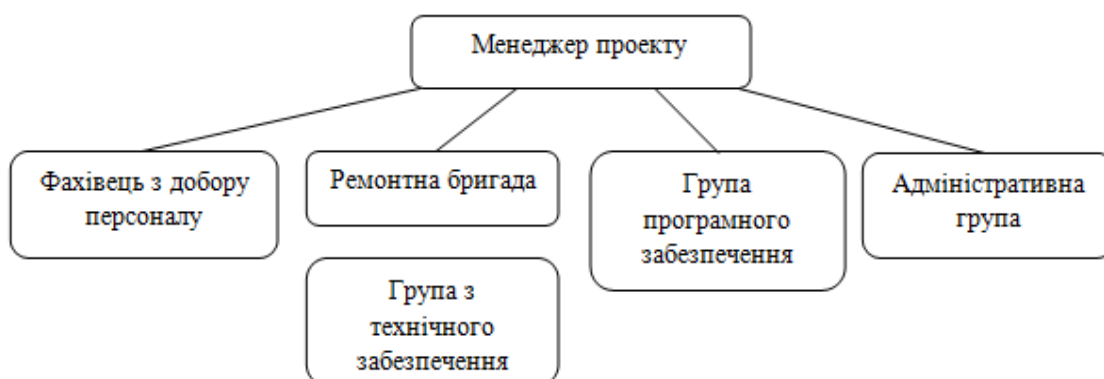 Менеджер проекту
Фахівець з добору
персоналу
Ремонтна бригада
Група
програмного
забезпечення
Адміністративна
група
Група з
технічного
забезпечення